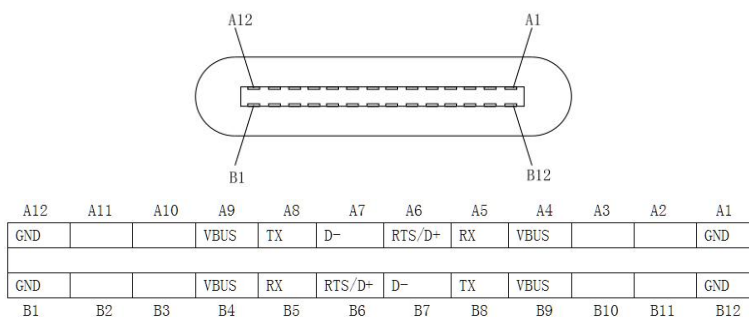 A12 A1
B1 B12
A12 A11 A10 A9 A8 A7 A6 A5 A4 A3 A2 A1
GND VBUS TX D- RTS/D+ RX VBUS GND
GND VBUS RX RTS/D+ D- TX VBUS GND
B1 B2 B3 B4 B5 B6 B7 B8 B9 B10 B11 B12